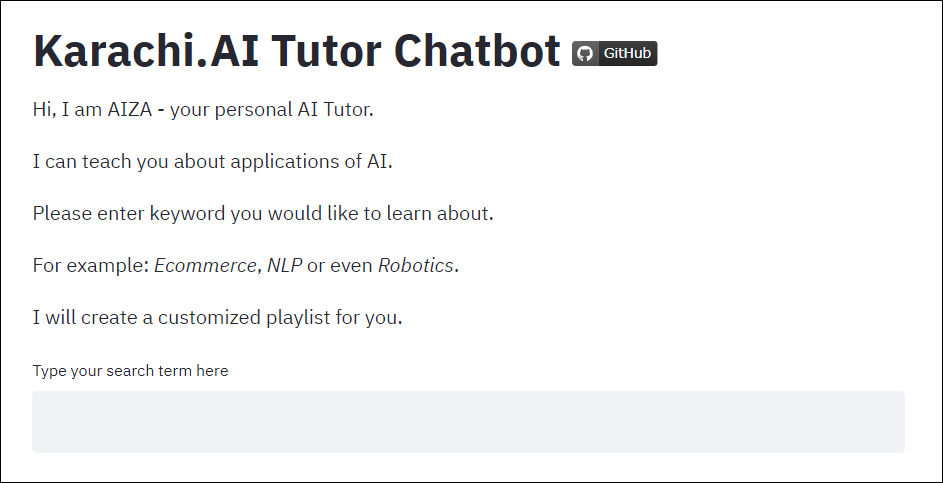 Karachi.AI Tutor Chatbot GitHub
Hi, I am AIZA - your personal AI Tutor.
I can teach you about applications of AI.
Please enter keyword you would like to learn about.
For example: Ecommerce, NLP or even Robotics.
I will create a customized playlist for you.
Type your search term here